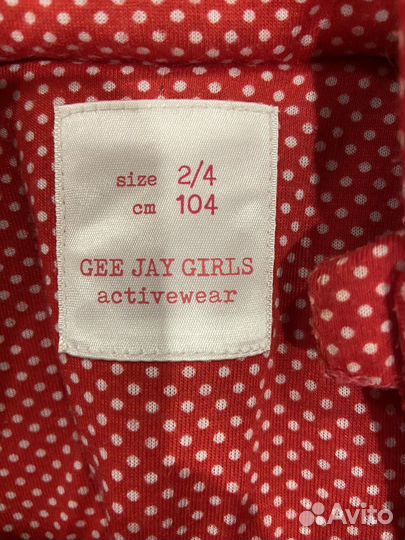 size 2/4
cm 104
GEE JAY GIRLS
activewear
Avito